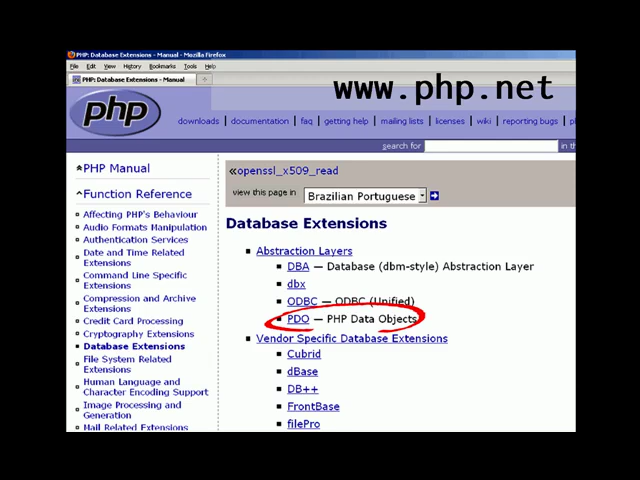 PHP: Database Extensions - Manual - Mozilla Firefox
File Edit View History Bookmarks Tools Help
PHP: Database Extensions - Manual
www.php.net
php
downloads | documentation | faq | getting help | mailing lists | licenses | wiki | reporting bugs | pl
search for in th
PHP Manual
Function Reference
Affecting PHP's Behaviour
Audio Formats Manipulation
Authentication Services
Date and Time Related
Extensions
Command Line Specific
Extensions
Compression and Archive
Extensions
Credit Card Processing
Cryptography Extensions
Database Extensions
File System Related
Extensions
Human Language and
Character Encoding Support
Image Processing and
Generation
Mail Related Extensions
«openssl_x509_read
view this page in Brazilian Portuguese
Database Extensions
Abstraction Layers
DBA — Database (dbm-style) Abstraction Layer
dbx
ODBC — ODBC (Unified)
PDO — PHP Data Objects
Vendor Specific Database Extensions
Cubrid
dBase
DB++
FrontBase
filePro